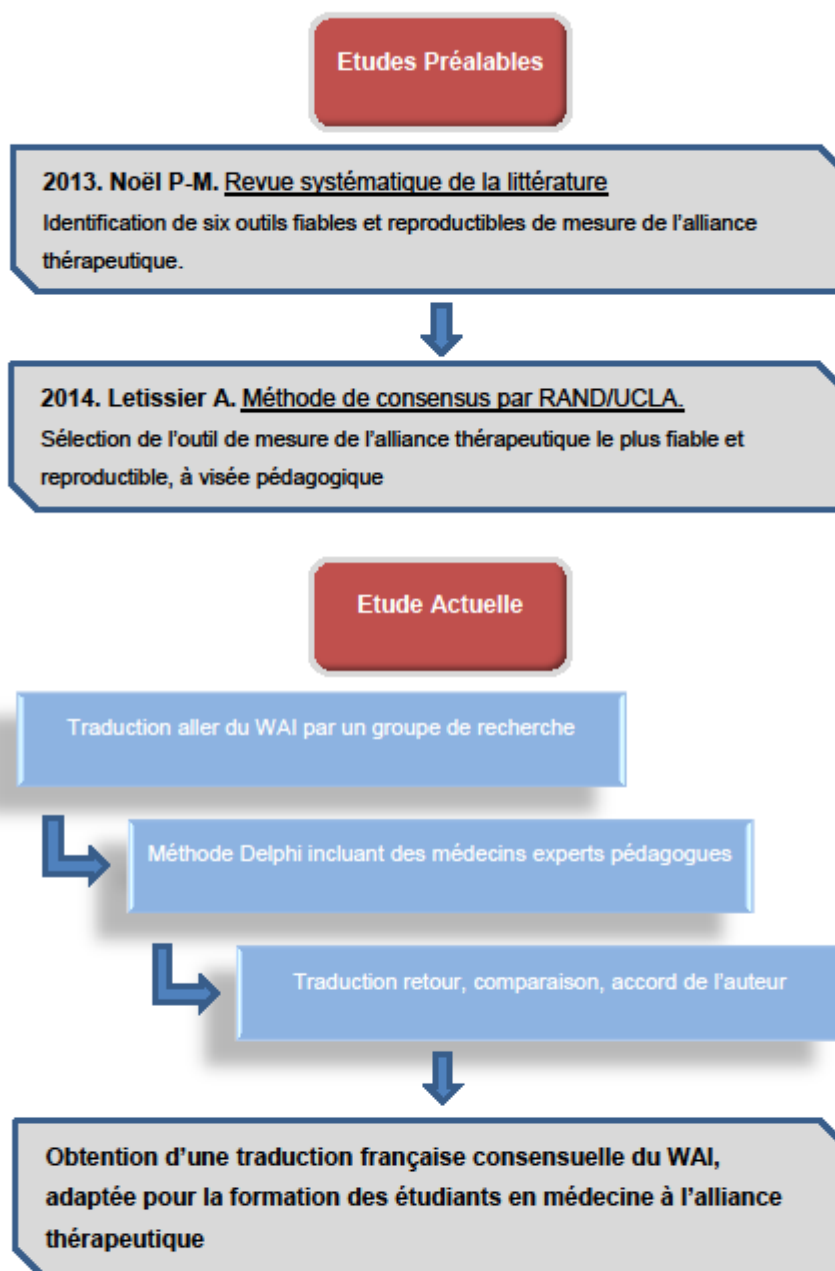 Etudes Préalables
2013. Noël P-M. Revue systématique de la littérature
Identification de six outils fiables et reproductibles de mesure de l'alliance
thérapeutique.
2014. Letissier A. Méthode de consensus par RAND/UCLA.
Sélection de l'outil de mesure de l'alliance thérapeutique le plus fiable et
reproductible, à visée pédagogique
Etude Actuelle
Traduction aller du WAI par un groupe de recherche
Méthode Delphi incluant des médecins experts pédagogues
Traduction retour, comparaison, accord de l'auteur
Obtention d'une traduction française consensuelle du WAI,
adaptée pour la formation des étudiants en médecine à l'alliance
thérapeutique